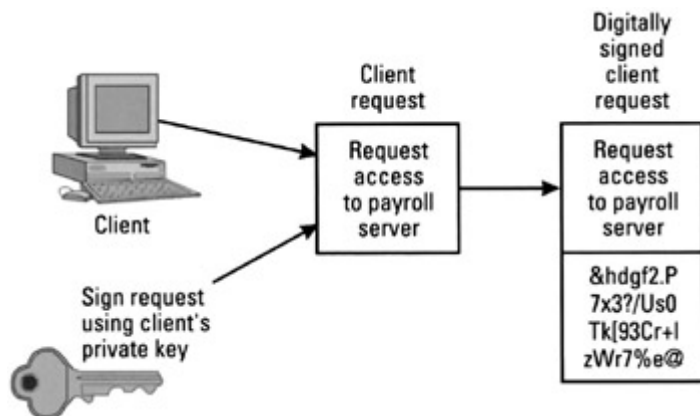 Client
Sign request
using client's
private key
Client
request
Request
access
to payroll
server
Digitally
signed
client
request
Request
access
to payroll
server
&hdgf2.P
7x3?/Us0
Tk[93Cr+l
zWr7%e@